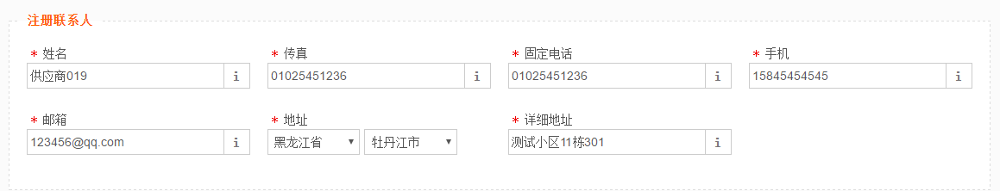 注册联系人
* 姓名 * 传真 * 固定电话 * 手机
供应商019 i 01025451236 i 01025451236 i 15845454545 i
* 邮箱 * 地址 * 详细地址
123456@qq.com i 黑龙江省 牡丹江市 测试小区11栋301 i